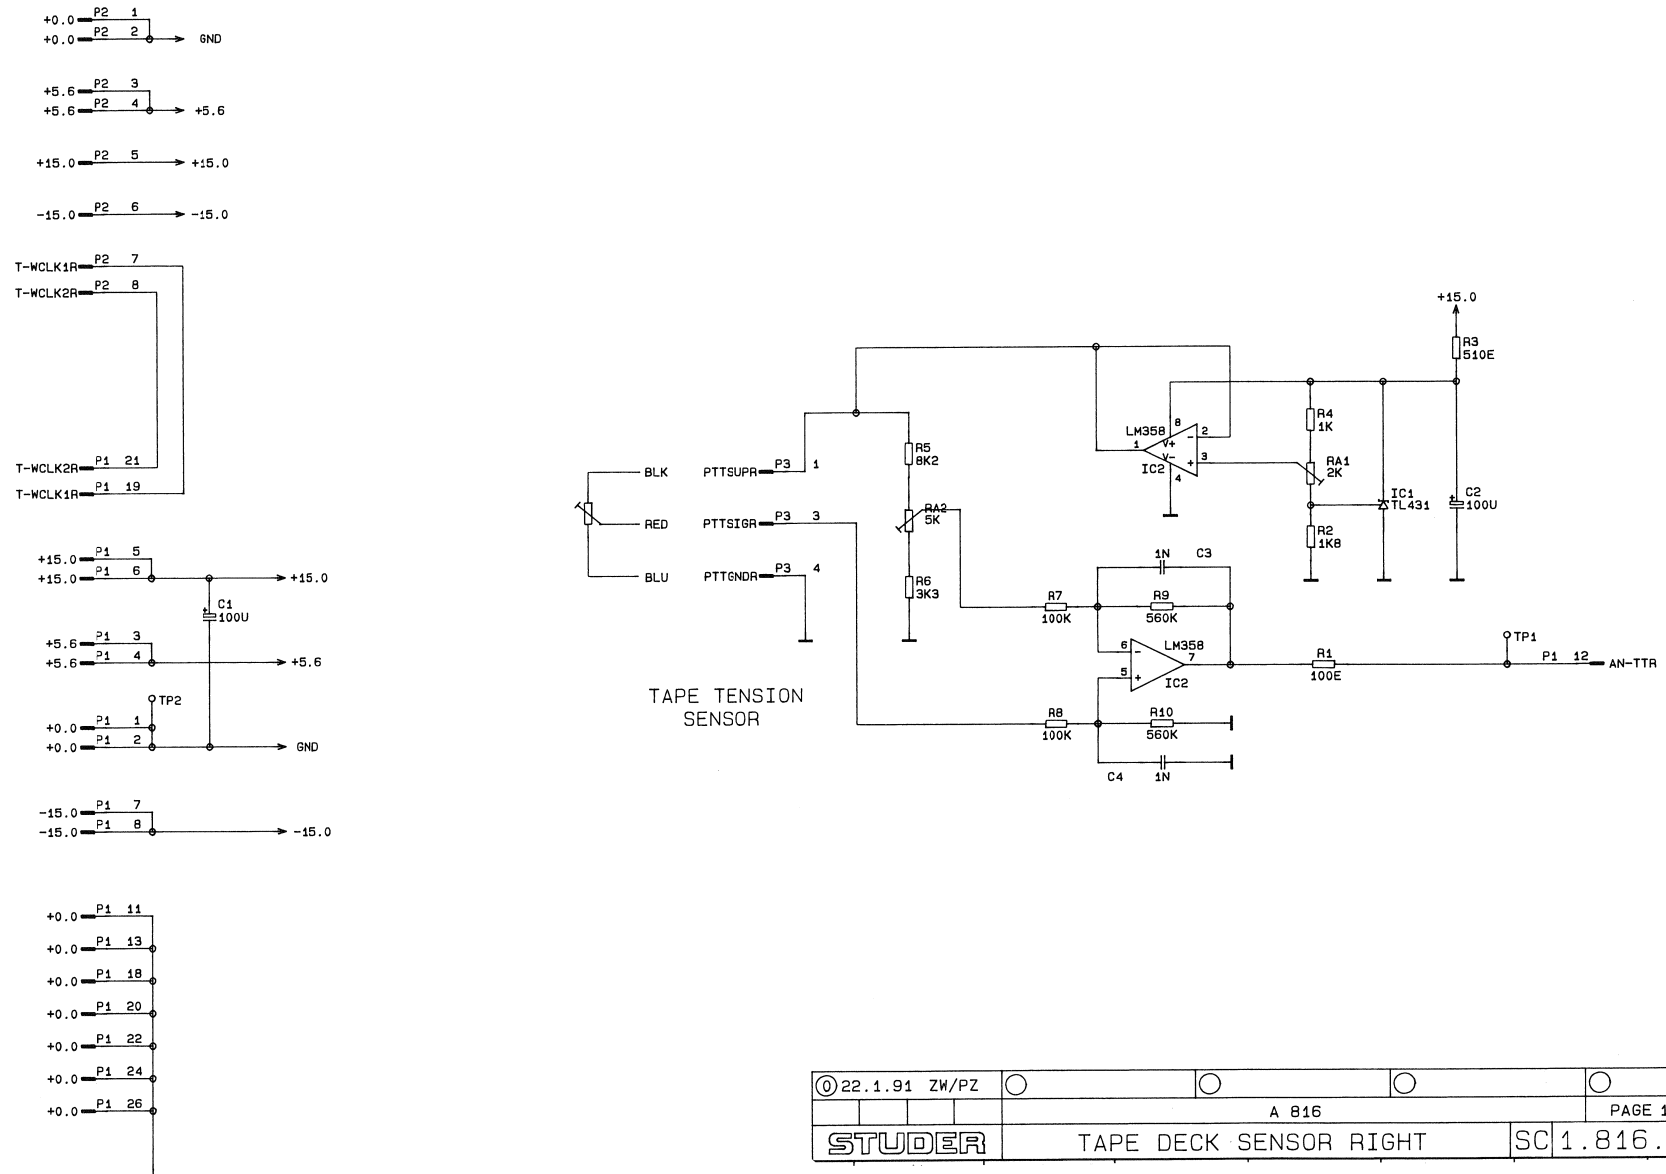 +0.0 P2 1
+0.0 P2 2 GND
+5.6 P2 3
+5.6 P2 4 +5.6
+15.0 P2 5 +15.0
-15.0 P2 6 -15.0
T-WCLK1R P2 7
T-WCLK2R P2 8
T-WCLK2R P1 21
T-WCLK1R P1 19
+15.0 P1 5
+15.0 P1 6 +15.0
C1
100U
+5.6 P1 3
+5.6 P1 4 +5.6
TP2
+0.0 P1 1
+0.0 P1 2 GND
-15.0 P1 7
-15.0 P1 8 -15.0
+0.0 P1 11
+0.0 P1 13
+0.0 P1 18
+0.0 P1 20
+0.0 P1 22
+0.0 P1 24
+0.0 P1 26
BLK PTTSUPR P3 1
RED PTTSIGR P3 3
BLU PTTGNDR P3 4
TAPE TENSION
SENSOR
R5
8K2
RA2
5K
R6
3K3
+15.0
R3
510E
LM358 8 2
1 V+ -
V- + 3
IC2 4
R4
1K
RA1
2K
IC1
TL431
C2
100U
R2
1K8
1N C3
R7
100K
R9
560K
6 - LM358
7
5 + IC2
R1
100E
TP1
P1 12 AN-TTR
R8
100K
R10
560K
C4 1N
0 22.1.91 ZW/PZ
A 816
PAGE 1
STUDER
TAPE DECK SENSOR RIGHT
SC 1.816.